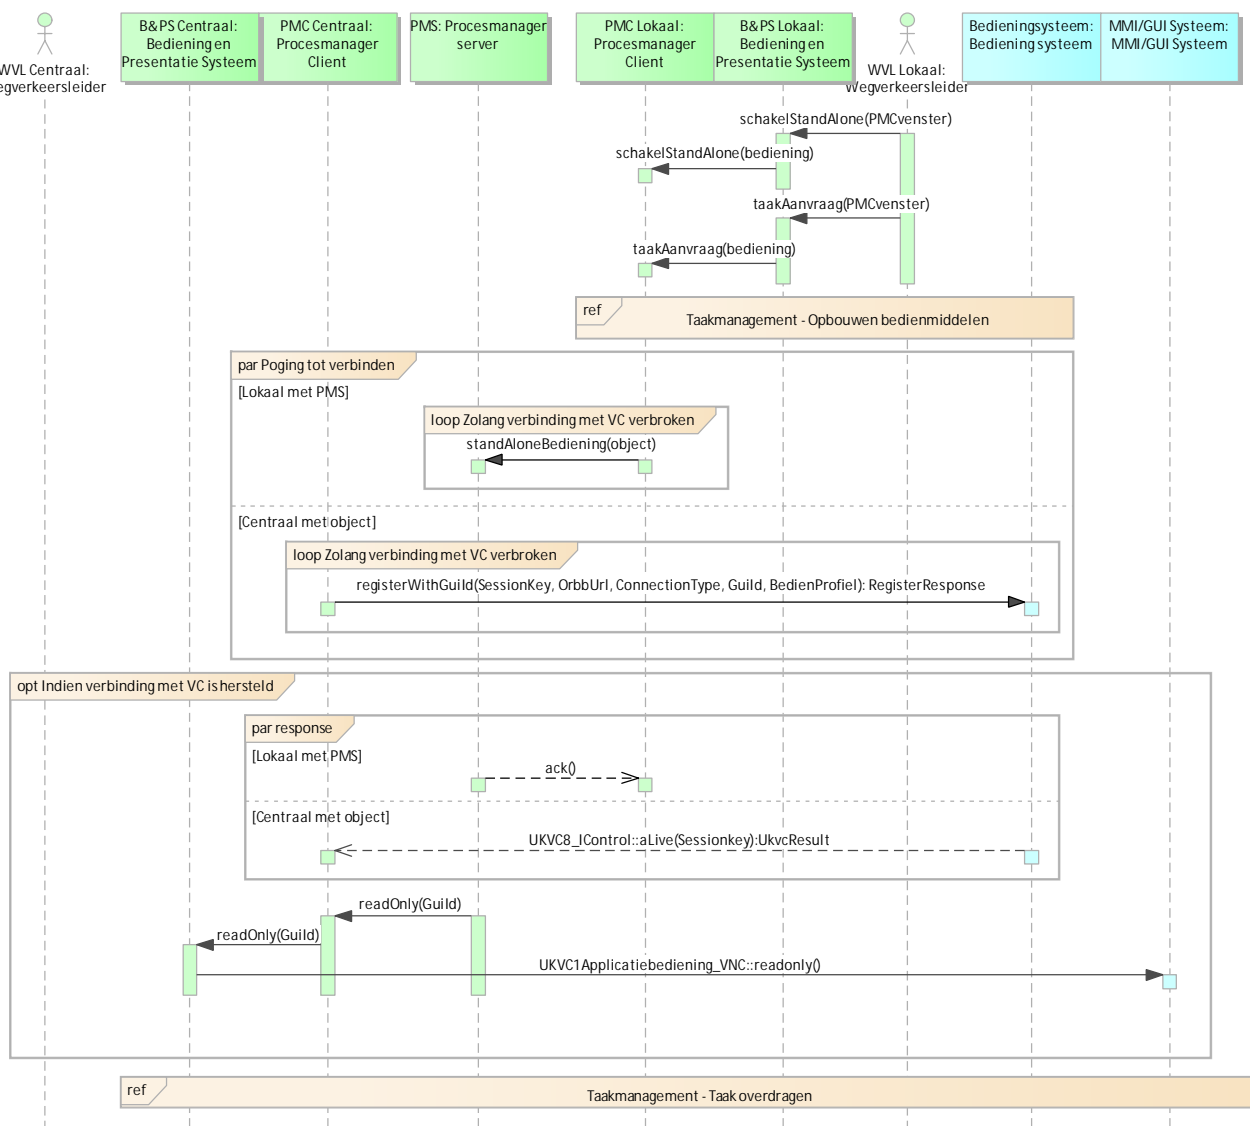 WVL Centraal:
egverkeersleider
B&PS Centraal:
Bediening en
Presentatie Systeem
PMC Centraal:
Procesmanager
Client
PMS: Procesmanager
server
PMC Lokaal:
Procesmanager
Client
B&PS Lokaal:
Bediening en
Presentatie Systeem
WVL Lokaal:
Wegverkeersleider
Bedieningsysteem:
Bediening systeem
MMI/GUI Systeem:
MMI/GUI Systeem
schakelStandAlone(PMCvenster)
schakelStandAlone(bediening)
taakAanvraag(PMCvenster)
taakAanvraag(bediening)
ref
Taakmanagement - Opbouwen bedienmiddelen
par Poging tot verbinden
[Lokaal met PMS]
loop Zolang verbinding met VC verbroken
standAloneBediening(object)
[Centraal met object]
loop Zolang verbinding met VC verbroken
registerWithGuild(SessionKey, OrbbUrl, ConnectionType, Guild, BedienProfiel): RegisterResponse
opt Indien verbinding met VC is hersteld
par response
[Lokaal met PMS]
ack()
[Centraal met object]
UKVC8_IControl::aLive(Sessionkey):UkvcResult
readOnly(Guild)
readOnly(Guild)
UKVC1Applicatiebediening_VNC::readonly()
ref
Taakmanagement - Taak overdragen